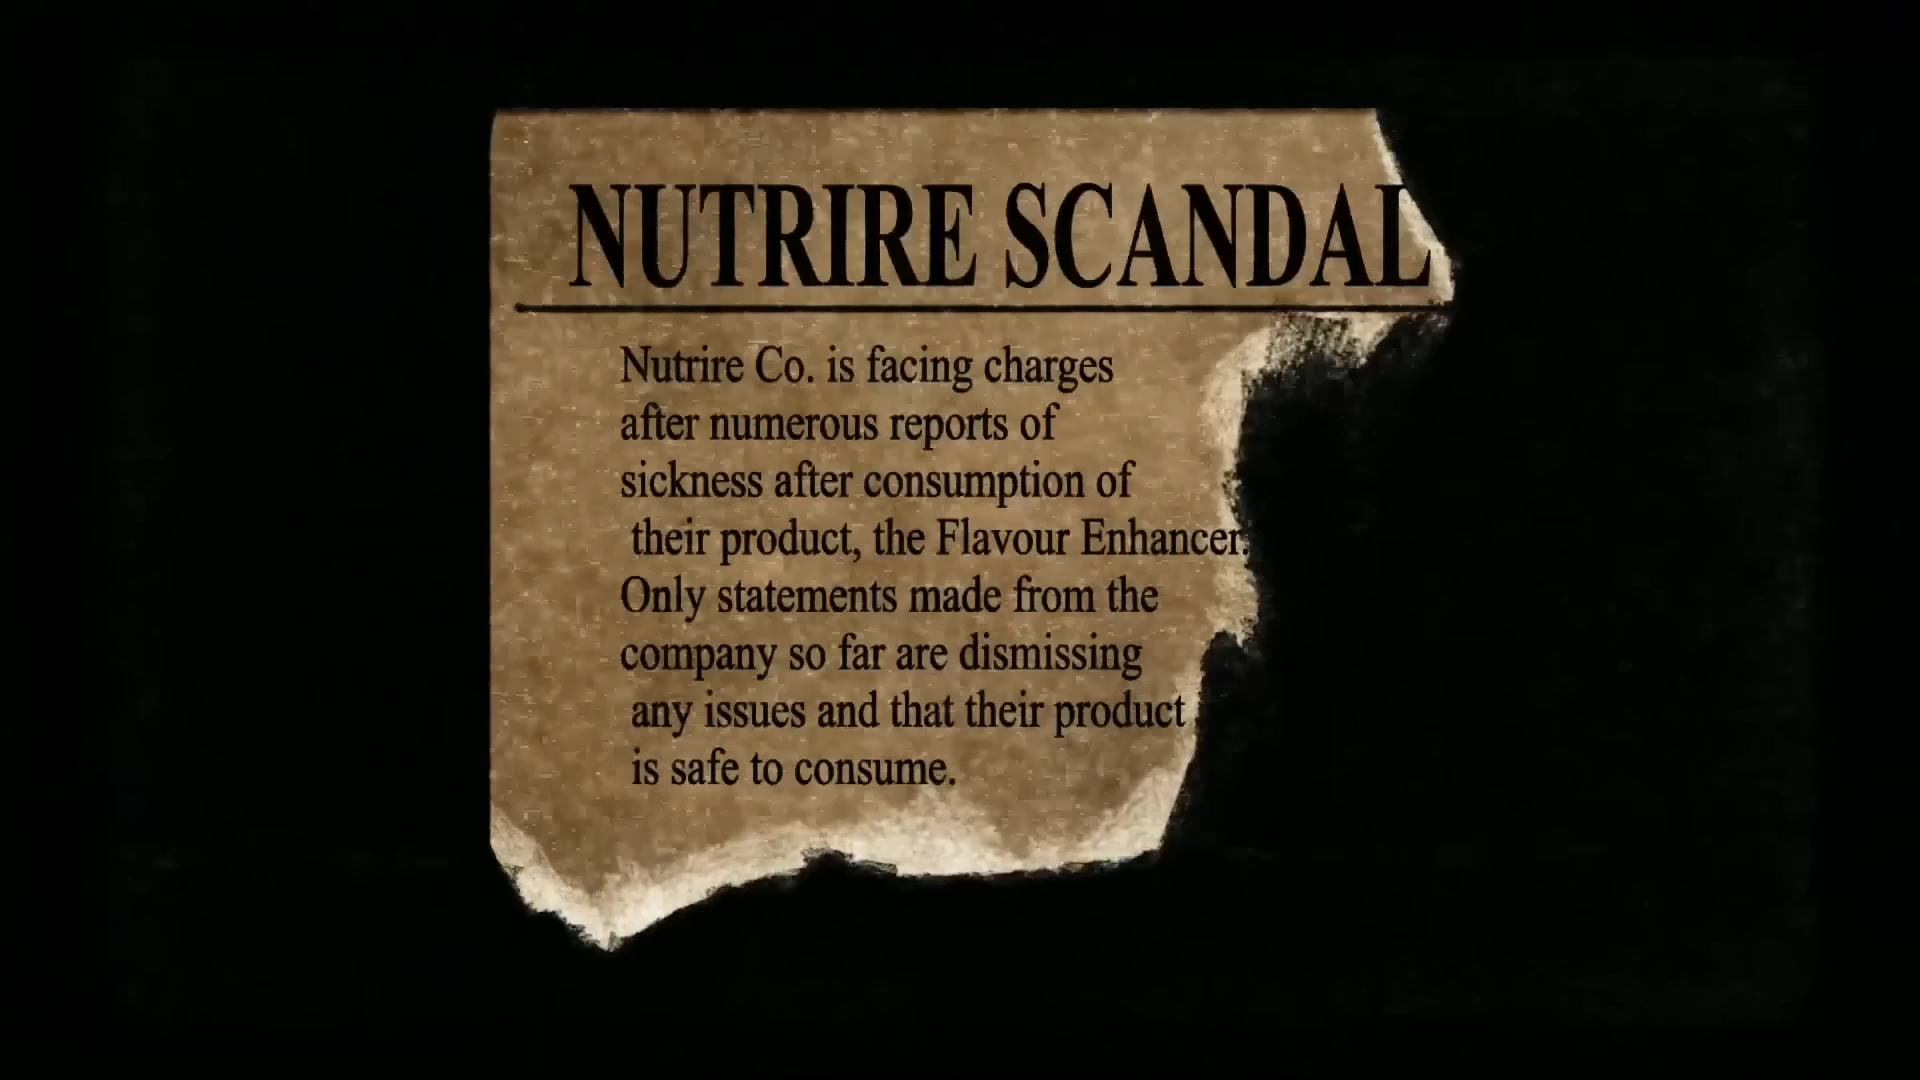 NUTRIRE SCANDAL
Nutrire Co. is facing charges
after numerous reports of
sickness after consumption of
their product, the Flavour Enhancer.
Only statements made from the
company so far are dismissing
any issues and that their product
is safe to consume.